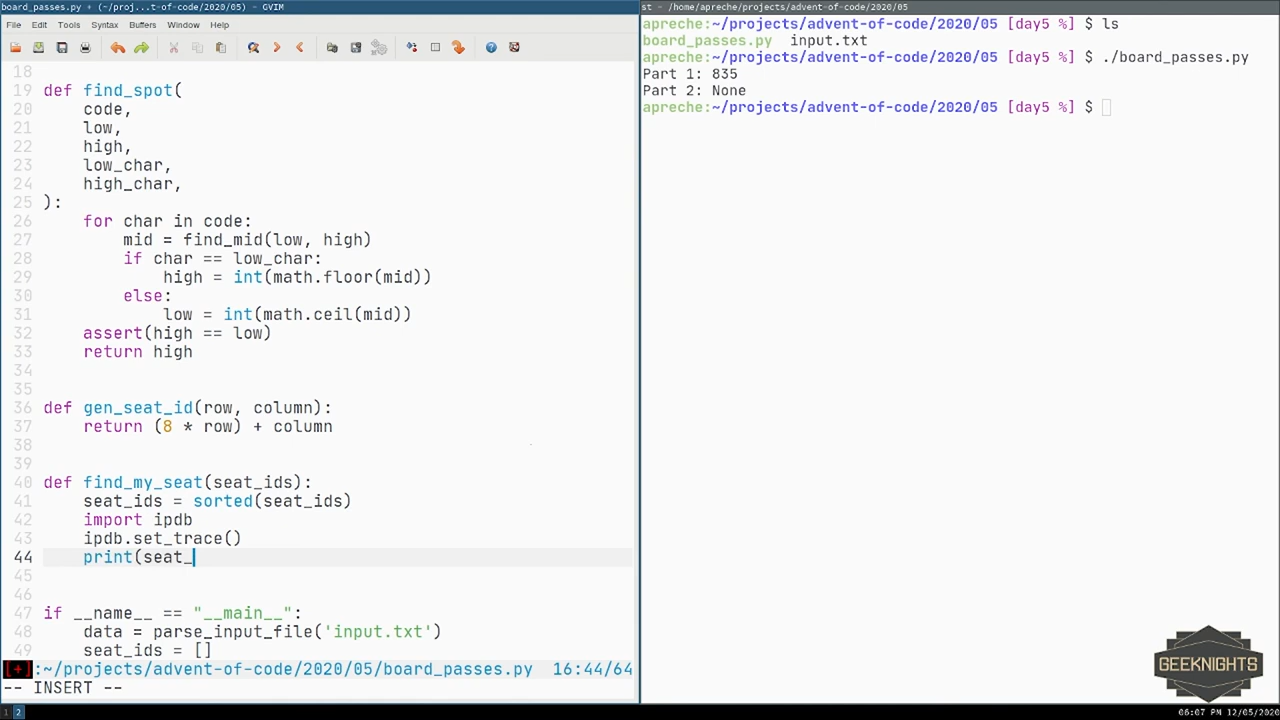 board_passes.py + (~/proj...t-of-code/2020/05) - GVIM
File Edit Tools Syntax Buffers Window Help
18
19 def find_spot(
20 code,
21 low,
22 high,
23 low_char,
24 high_char,
25 ):
26 for char in code:
27 mid = find_mid(low, high)
28 if char == low_char:
29 high = int(math.floor(mid))
30 else:
31 low = int(math.ceil(mid))
32 assert(high == low)
33 return high
34
35
36 def gen_seat_id(row, column):
37 return (8 * row) + column
38
39
40 def find_my_seat(seat_ids):
41 seat_ids = sorted(seat_ids)
42 import ipdb
43 ipdb.set_trace()
44 print(seat_
45
46
47 if __name__ == "__main__":
48 data = parse_input_file('input.txt')
49 seat_ids = []
[+]:~/projects/advent-of-code/2020/05/board_passes.py 16:44/64
-- INSERT --
1 2
st - /home/apreche/projects/advent-of-code/2020/05
apreche:~/projects/advent-of-code/2020/05 [day5 %] $ ls
board_passes.py input.txt
apreche:~/projects/advent-of-code/2020/05 [day5 %] $ ./board_passes.py
Part 1: 835
Part 2: None
apreche:~/projects/advent-of-code/2020/05 [day5 %] $
GEEKNIGHTS
06:07 PM 12/05/2020